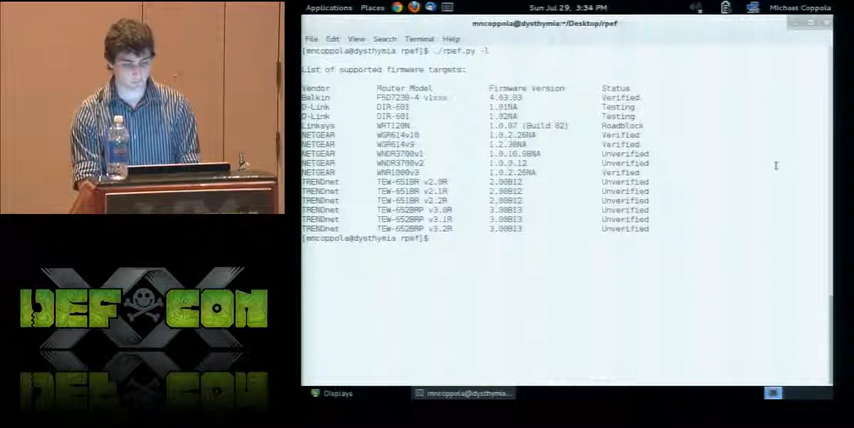 Applications Places Sun Jul 29, 3:34 PM Michael Coppola
mncoppola@dysthymia:~/Desktop/rpef
File Edit View Search Terminal Help
[mncoppola@dysthymia rpef]$ ./rpef.py -l
List of supported firmware targets:
Vendor Router Model Firmware Version Status
Belkin F5D7230-4 v1xxx 4.03.03 Verified
D-Link DIR-601 1.01NA Testing
D-Link DIR-601 1.02NA Testing
Linksys WRT120N 1.0.07 (Build 02) Roadblock
NETGEAR WGR614v10 1.0.2.26NA Verified
NETGEAR WGR614v9 1.2.30NA Verified
NETGEAR WNDR3700v1 1.0.16.98NA Unverified
NETGEAR WNDR3700v2 1.0.0.12 Unverified
NETGEAR WNR1000v3 1.0.2.26NA Verified
TRENDnet TEW-651BR v2.0R 2.00B12 Unverified
TRENDnet TEW-651BR v2.1R 2.00B12 Unverified
TRENDnet TEW-651BR v2.2R 2.00B12 Unverified
TRENDnet TEW-652BRP v3.0R 3.00B13 Unverified
TRENDnet TEW-652BRP v3.1R 3.00B13 Unverified
TRENDnet TEW-652BRP v3.2R 3.00B13 Unverified
[mncoppola@dysthymia rpef]$
DEF CON
XX
Displays mncoppola@dysthymia...